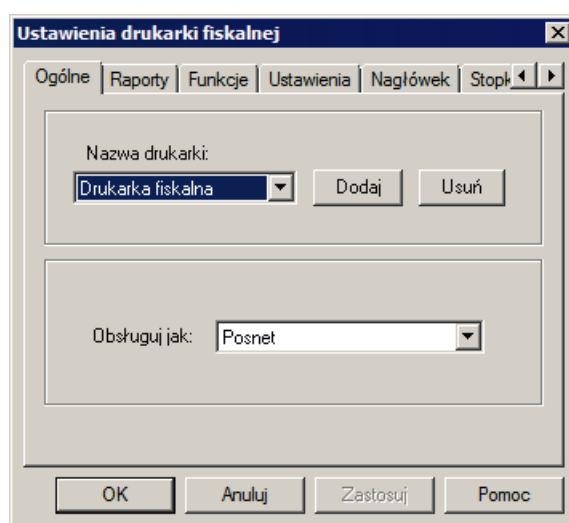 Ustawienia drukarki fiskalnej
Ogólne Raporty Funkcje Ustawienia Nagłówek
Nazwa drukarki:
Drukarka fiskalna Dodaj Usuń
Obsługuj jak: Posnet
OK Anuluj Zastosuj Pomoc